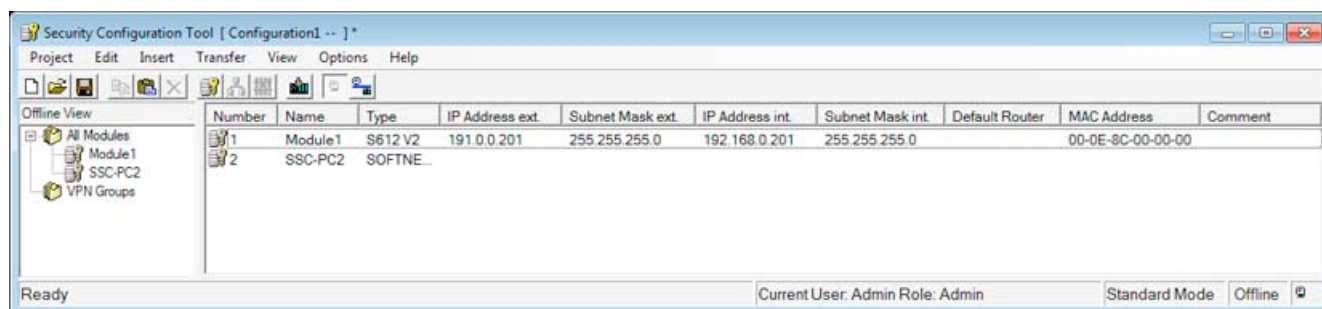 Security Configuration Tool [ Configuration1 -- ]*
Project Edit Insert Transfer View Options Help
Offline View
All Modules
Module1
SSC-PC2
VPN Groups
Number Name Type IP Address ext. Subnet Mask ext. IP Address int. Subnet Mask int. Default Router MAC Address Comment
1 Module1 S612 V2 191.0.0.201 255.255.255.0 192.168.0.201 255.255.255.0 00-0E-8C-00-00-00
2 SSC-PC2 SOFTNE...
Ready Current User: Admin Role: Admin Standard Mode Offline